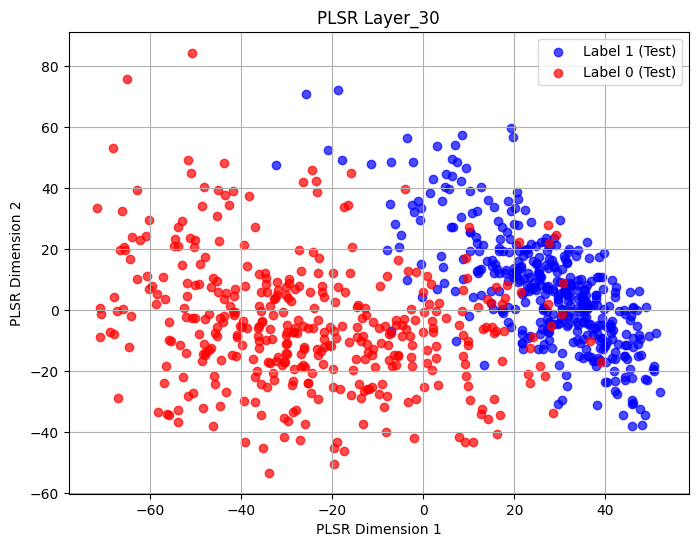 PLSR Layer_30
Label 1 (Test)
Label 0 (Test)
PLSR Dimension 2
80
60
40
20
0
−20
−40
−60
−60 −40 −20 0 20 40
PLSR Dimension 1